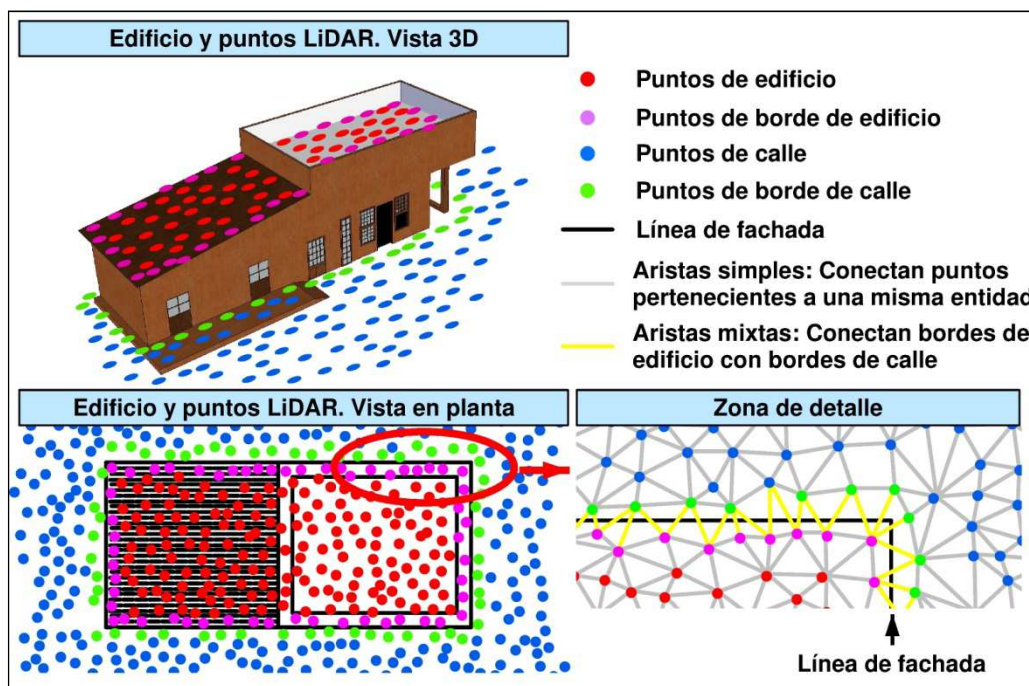 Edificio y puntos LiDAR. Vista 3D
Puntos de edificio
Puntos de borde de edificio
Puntos de calle
Puntos de borde de calle
Línea de fachada
Aristas simples: Conectan puntos
pertenecientes a una misma entidad
Aristas mixtas: Conectan bordes de
edificio con bordes de calle
Edificio y puntos LiDAR. Vista en planta
Zona de detalle
Línea de fachada